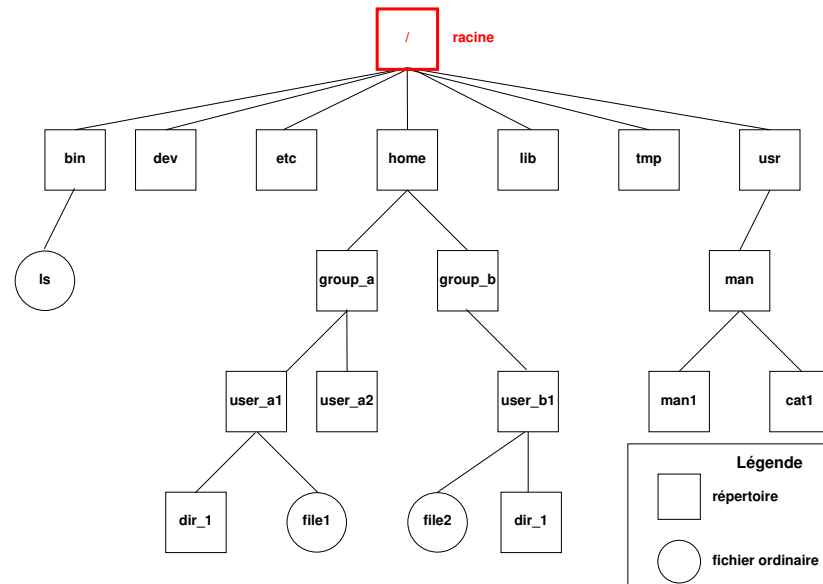 / racine
bin dev etc home lib tmp usr
ls group_a group_b man
user_a1 user_a2 user_b1 man1 cat1
Légende
dir_1 file1 file2 dir_1 répertoire
fichier ordinaire